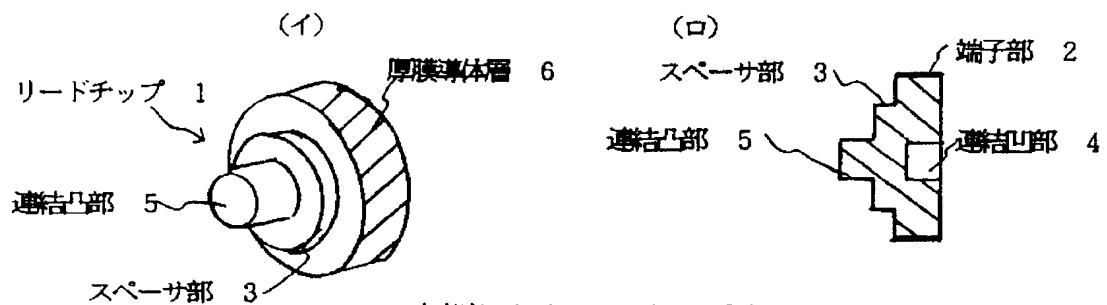 (イ)
厚膜導体層 6
リードチップ 1
連結凸部 5
スペーサ部 3
(ロ)
端子部 2
スペーサ部 3
連結凸部 5
連結凹部 4